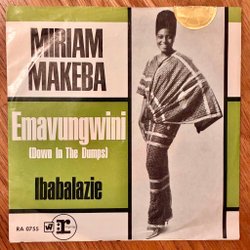 MIRIAM
MAKEBA
Emavungwini
(Down In The Dumps)
Ibabalazie
RA 0755